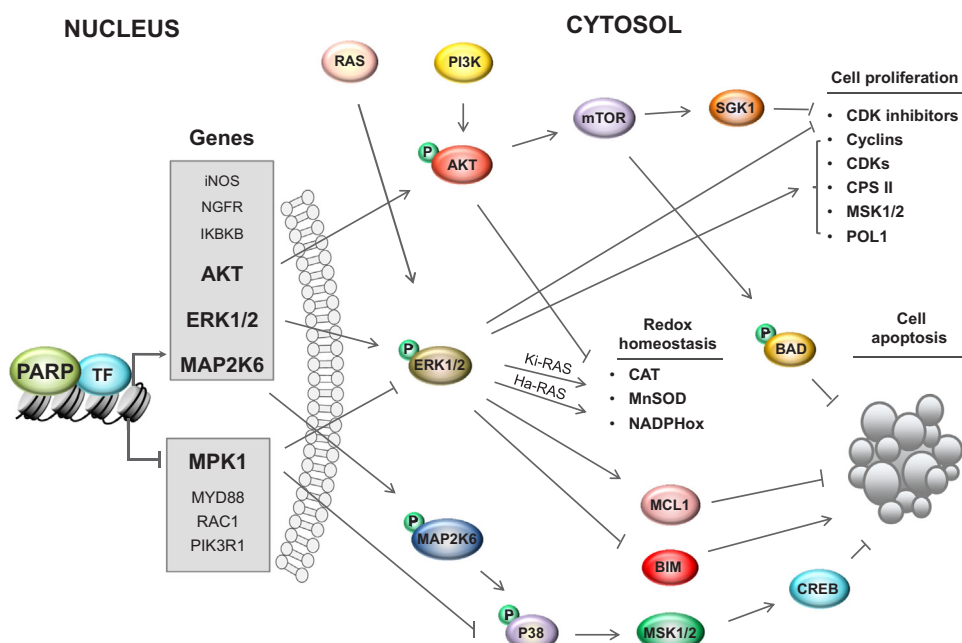 NUCLEUS
CYTOSOL
RAS
PI3K
Cell proliferation
SGK1
mTOR
• CDK inhibitors
Genes
P
AKT
• Cyclins
• CDKs
iNOS
• CPS II
NGFR
• MSK1/2
IKBKB
• POL1
AKT
ERK1/2
Redox
homeostasis
P
BAD
Cell
apoptosis
P
ERK1/2
MAP2K6
PARP
TF
Ki-RAS
Ha-RAS
• CAT
• MnSOD
• NADPHox
MPK1
MYD88
RAC1
PIK3R1
MCL1
P
MAP2K6
BIM
CREB
P
P38
MSK1/2